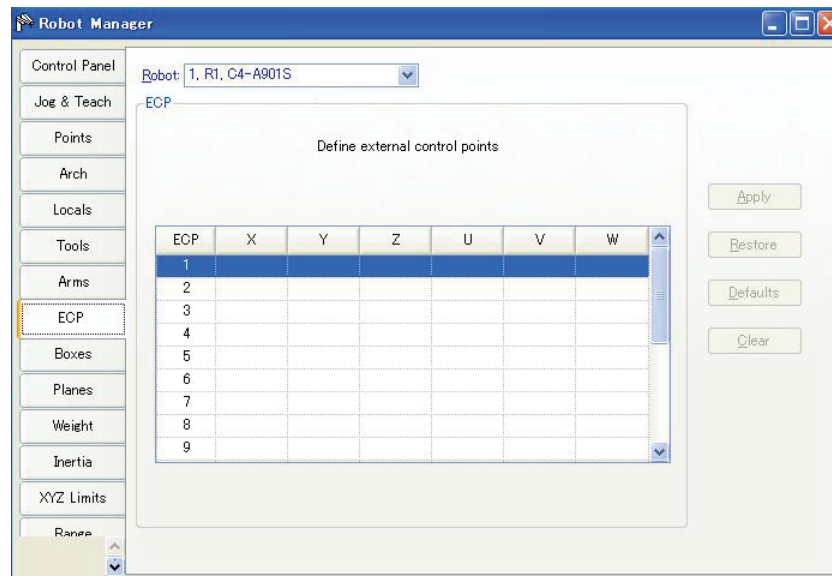 Robot Manager
Control Panel
Jog & Teach
Points
Arch
Locals
Tools
Arms
ECP
Boxes
Planes
Weight
Inertia
XYZ Limits
Range
Robot: 1, R1, C4-A901S
ECP
Define external control points
ECP X Y Z U V W
1
2
3
4
5
6
7
8
9
Apply
Restore
Defaults
Clear